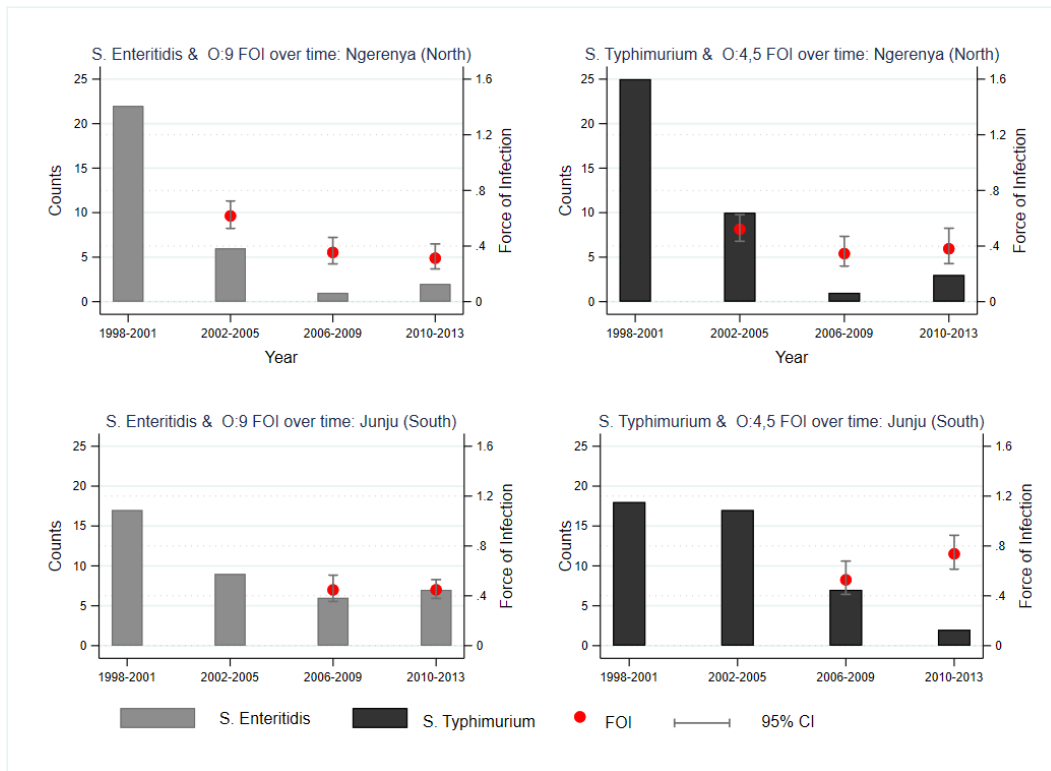 S. Enteritidis & O:9 FOI over time: Ngerenya (North)
25
20
15
10
5
0
Counts
1.6
1.2
.8
.4
0
Force of Infection
1998-2001 2002-2005 2006-2009 2010-2013
Year
S. Typhimurium & O:4,5 FOI over time: Ngerenya (North)
25
20
15
10
5
0
Counts
1.6
1.2
.8
.4
0
Force of Infection
1998-2001 2002-2005 2006-2009 2010-2013
Year
S. Enteritidis & O:9 FOI over time: Junju (South)
25
20
15
10
5
0
Counts
1.6
1.2
.8
.4
0
Force of Infection
1998-2001 2002-2005 2006-2009 2010-2013
S. Typhimurium & O:4,5 FOI over time: Junju (South)
25
20
15
10
5
0
Counts
1.6
1.2
.8
.4
0
Force of Infection
1998-2001 2002-2005 2006-2009 2010-2013
S. Enteritidis S. Typhimurium FOI 95% CI